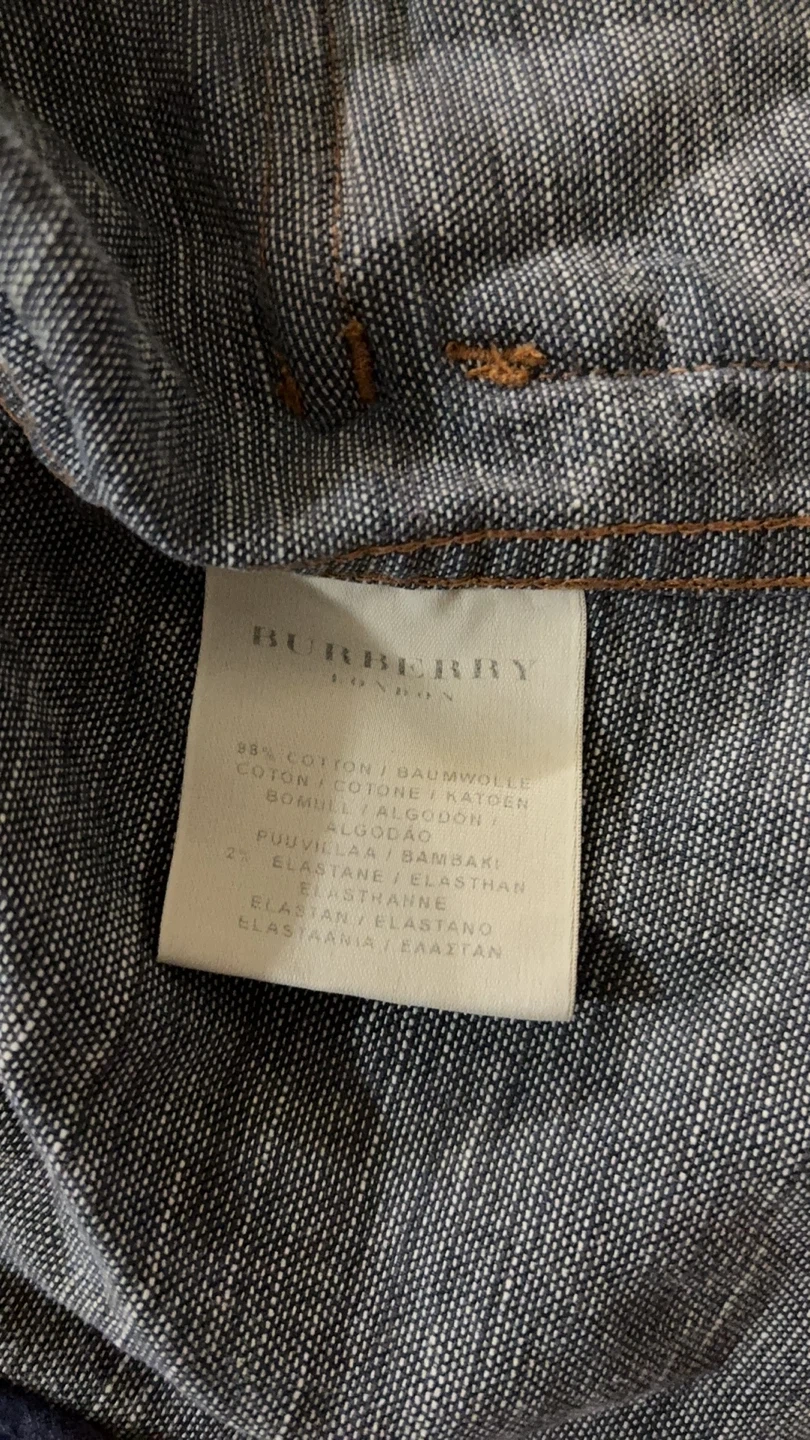 BURBERRY
LONDON
98% COTTON / BAUMWOLLE
COTON / COTONE / KATOEN
BOMULL / ALGODÓN /
ALGODÃO
PUUVILLAA / BAMBAKI
2% ELASTANE / ELASTHAN
ELASTHANNE
ELASTAN / ELASTANO
ELASTAANIA / ΕΛΑΣΤΑΝ